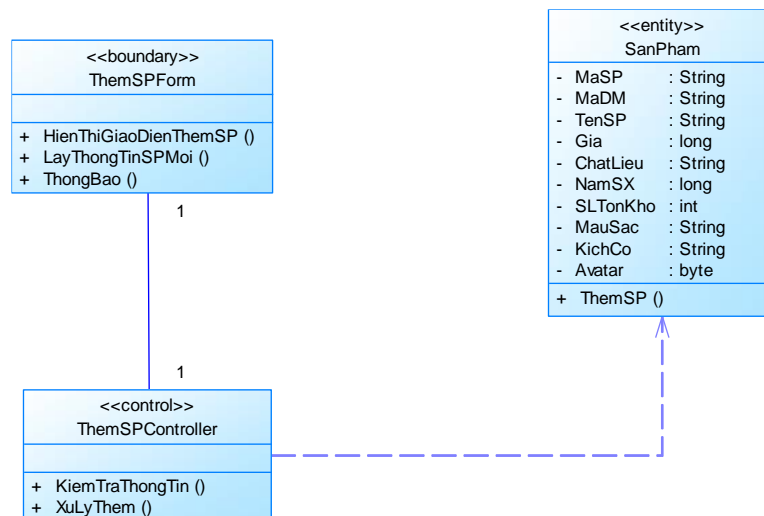 <<boundary>>
ThemSPForm
+ HienThiGiaoDienThemSP ()
+ LayThongTinSPMoi ()
+ ThongBao ()
1
1
<<control>>
ThemSPController
+ KiemTraThongTin ()
+ XuLyThem ()
<<entity>>
SanPham
- MaSP : String
- MaDM : String
- TenSP : String
- Gia : long
- ChatLieu : String
- NamSX : long
- SLTonKho : int
- MauSac : String
- KichCo : String
- Avatar : byte
+ ThemSP ()